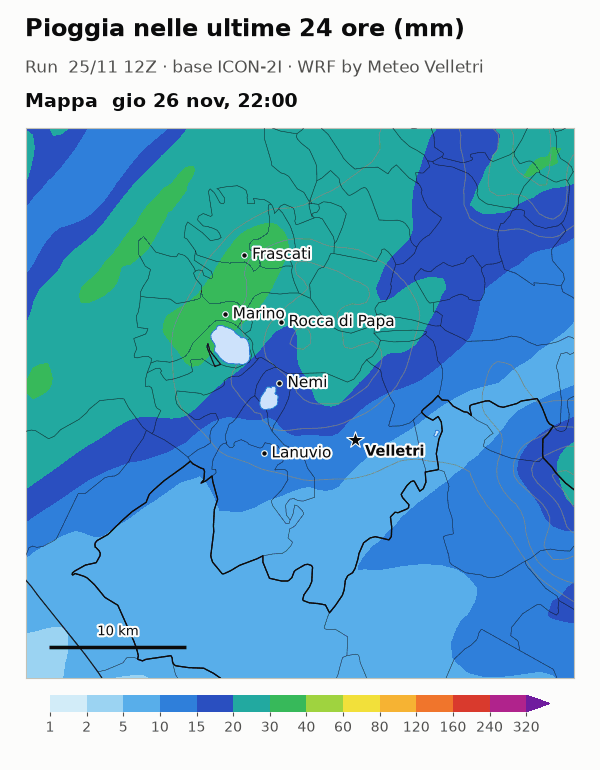 Pioggia nelle ultime 24 ore (mm)
Run  25/11 12Z · base ICON-2I · WRF by Meteo Velletri
Mappa  gio 26 nov, 22:00
Frascati
Marino
Rocca di Papa
Nemi
Velletri
Lanuvio
10 km
1 2 5 10 15 20 30 40 60 80 120 160 240 320